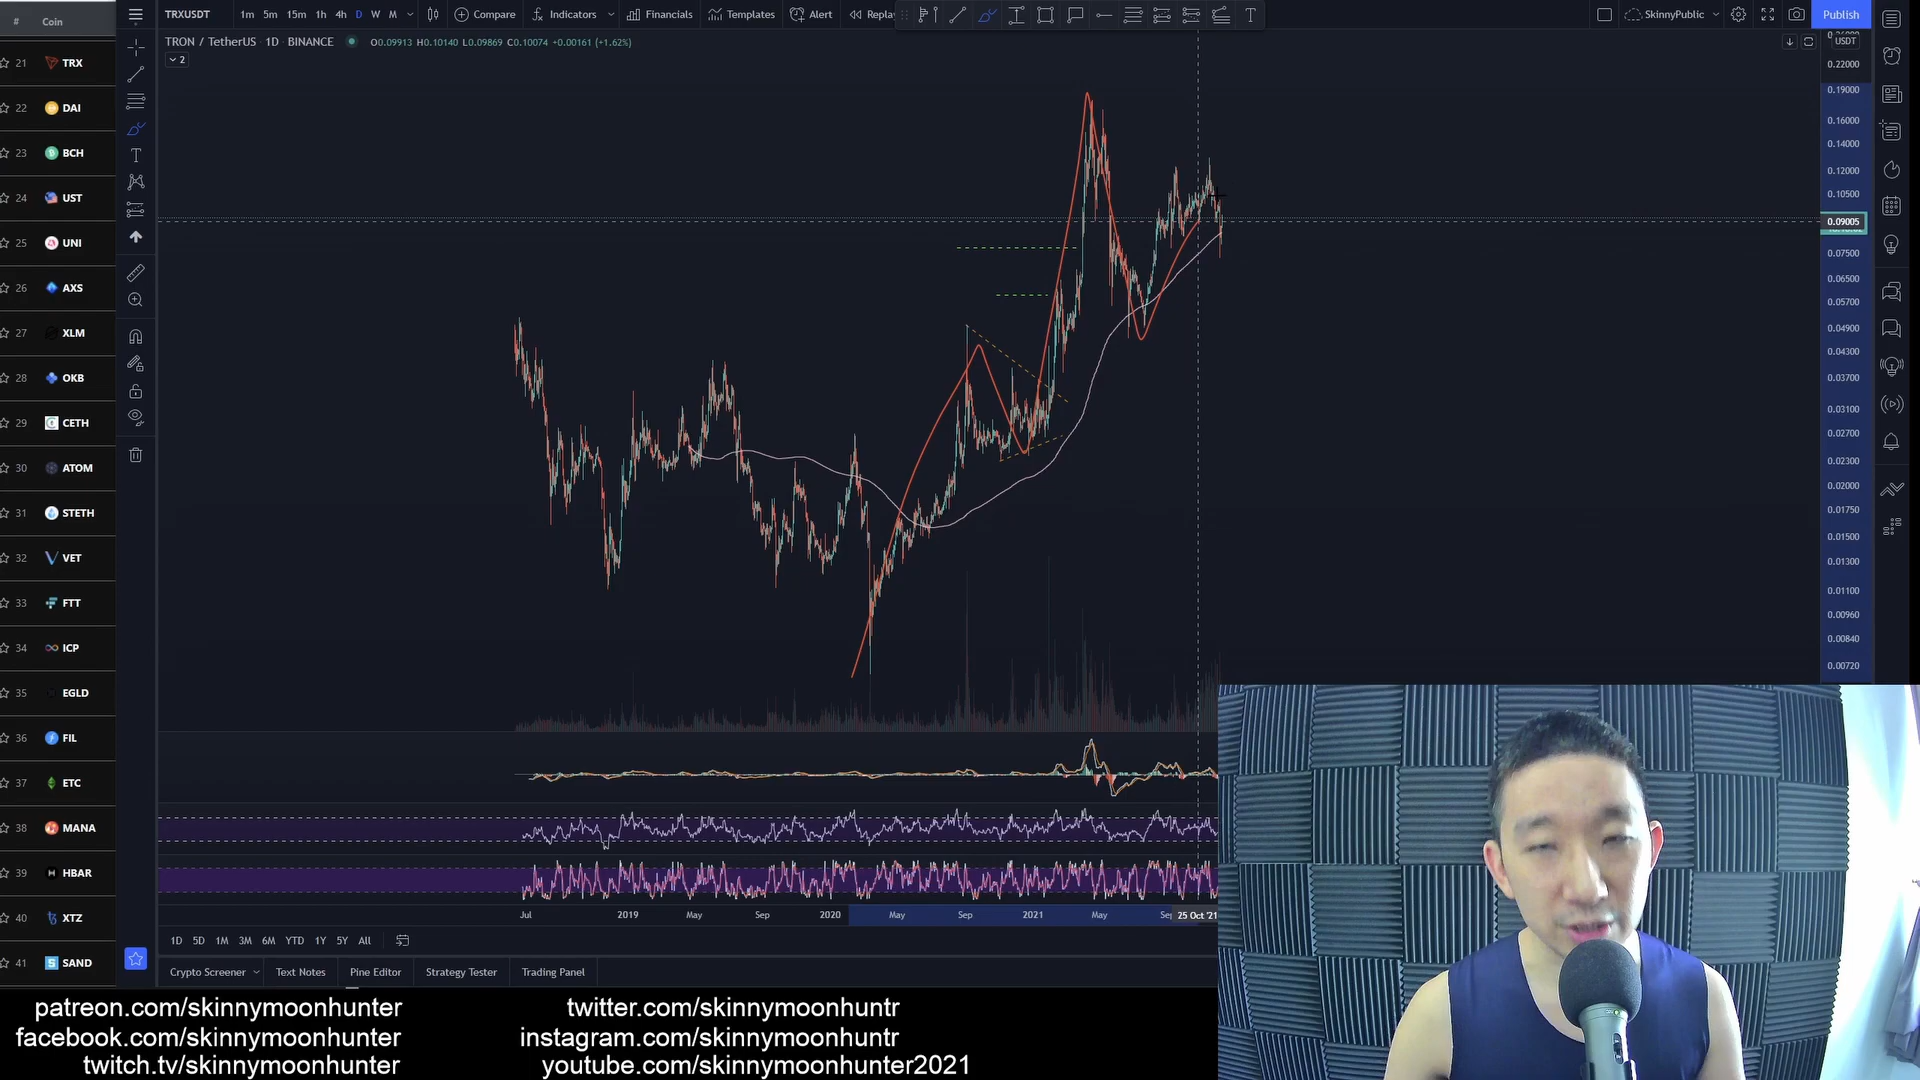 # Coin
21 TRX
22 DAI
23 BCH
24 UST
25 UNI
26 AXS
27 XLM
28 OKB
29 CETH
30 ATOM
31 STETH
32 VET
33 FTT
34 ICP
35 EGLD
36 FIL
37 ETC
38 MANA
39 HBAR
40 XTZ
41 SAND
TRXUSDT 1m 5m 15m 1h 4h D W M Compare Indicators Financials Templates Alert Replay SkinnyPublic Publish
TRON / TetherUS · 1D · BINANCE O0.09913 H0.10140 L0.09869 C0.10074 +0.00161 (+1.62%)
2
USDT
0.22000
0.19000
0.16000
0.14000
0.12000
0.10500
0.09005
0.07500
0.06500
0.05700
0.04900
0.04300
0.03700
0.03100
0.02700
0.02300
0.02000
0.01750
0.01500
0.01300
0.01100
0.00960
0.00840
0.00720
Jul 2019 May Sep 2020 May Sep 2021 May 25 Oct '21
1D 5D 1M 3M 6M YTD 1Y 5Y All
Crypto Screener Text Notes Pine Editor Strategy Tester Trading Panel
patreon.com/skinnymoonhunter twitter.com/skinnymoonhuntr
facebook.com/skinnymoonhunter instagram.com/skinnymoonhuntr
twitch.tv/skinnymoonhunter youtube.com/skinnymoonhunter2021